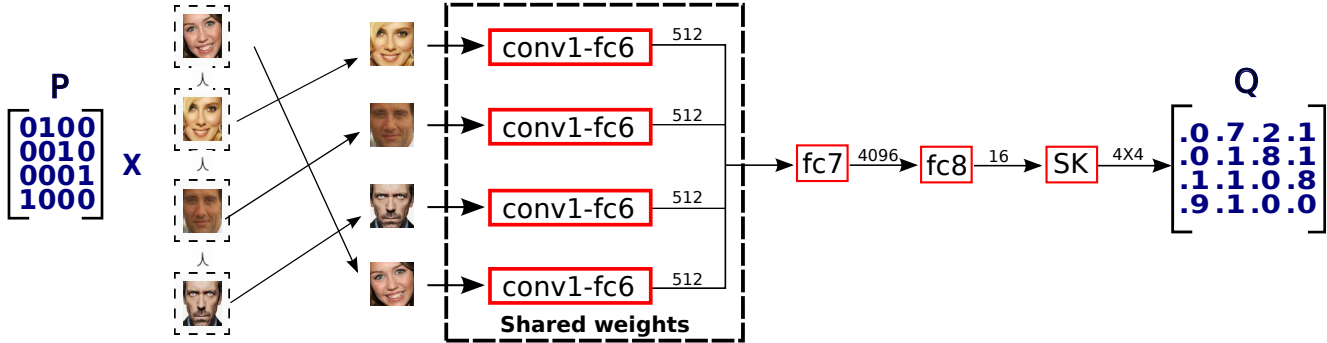 P
0100
0010
0001
1000
X
conv1-fc6
512
conv1-fc6
512
conv1-fc6
512
conv1-fc6
512
Shared weights
fc7
4096
fc8
16
SK
4X4
Q
.0 .7 .2 .1
.0 .1 .8 .1
.1 .1 .0 .8
.9 .1 .0 .0